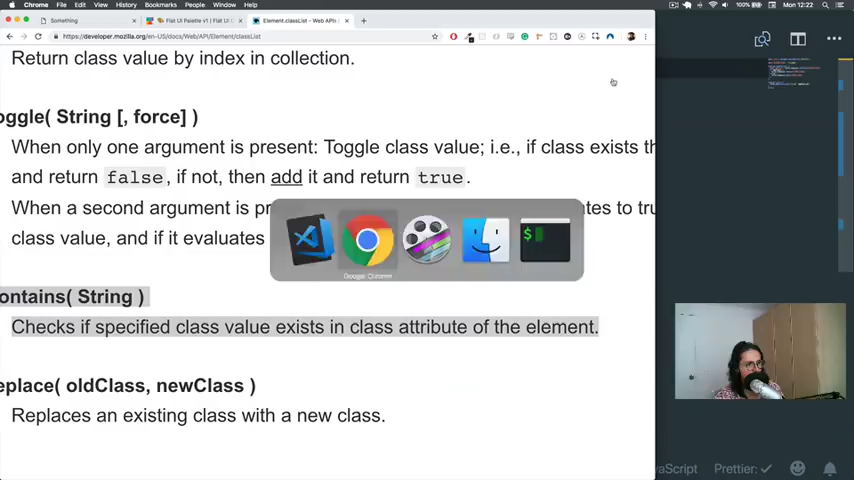 Chrome File Edit View History Bookmarks People Window Help
100% Mon 12:22
Something
Flat UI Palette v1 | Flat UI C
Element.classList - Web APIs
https://developer.mozilla.org/en-US/docs/Web/API/Element/classList
Return class value by index in collection.
oggle( String [, force] )
When only one argument is present: Toggle class value; i.e., if class exists th
and return false, if not, then add it and return true.
When a second argument is pr
ates to tru
class value, and if it evaluates
Google Chrome
ontains( String )
Checks if specified class value exists in class attribute of the element.
eplace( oldClass, newClass )
Replaces an existing class with a new class.
vaScript Prettier: ✓